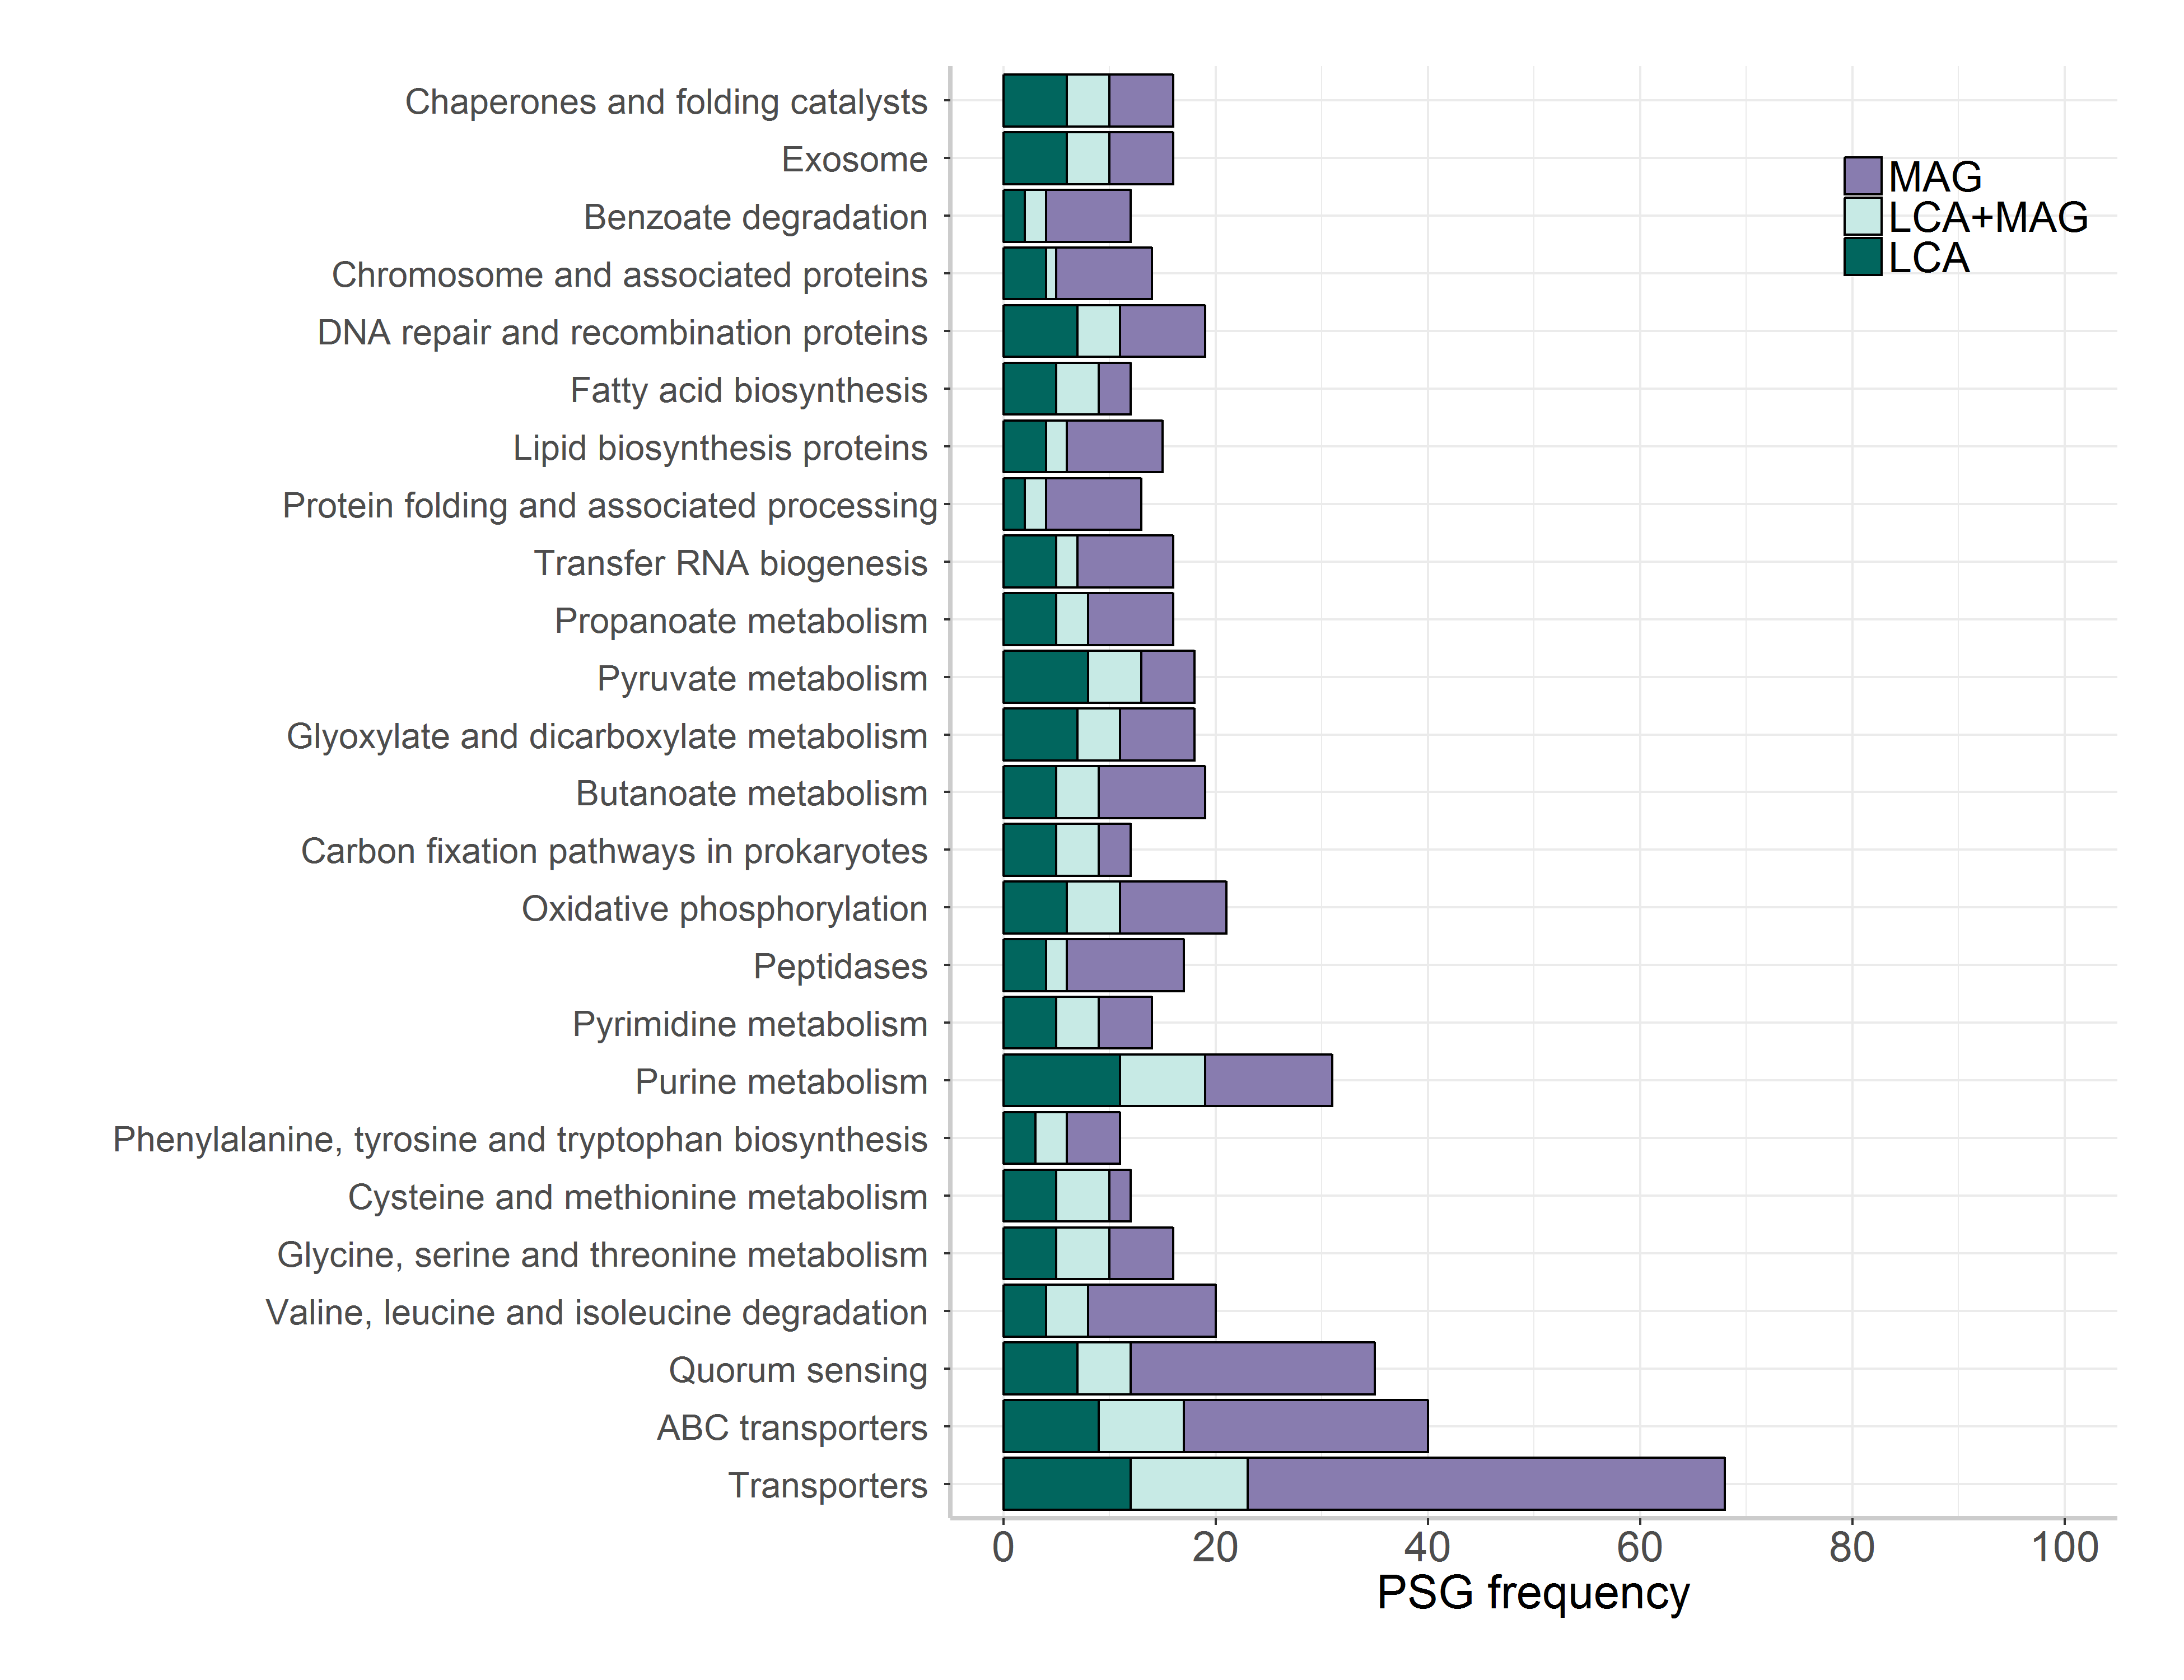 Chaperones and folding catalysts
Exosome
Benzoate degradation
Chromosome and associated proteins
DNA repair and recombination proteins
Fatty acid biosynthesis
Lipid biosynthesis proteins
Protein folding and associated processing
Transfer RNA biogenesis
Propanoate metabolism
Pyruvate metabolism
Glyoxylate and dicarboxylate metabolism
Butanoate metabolism
Carbon fixation pathways in prokaryotes
Oxidative phosphorylation
Peptidases
Pyrimidine metabolism
Purine metabolism
Phenylalanine, tyrosine and tryptophan biosynthesis
Cysteine and methionine metabolism
Glycine, serine and threonine metabolism
Valine, leucine and isoleucine degradation
Quorum sensing
ABC transporters
Transporters
MAG
LCA+MAG
LCA
0 20 40 60 80 100
PSG frequency